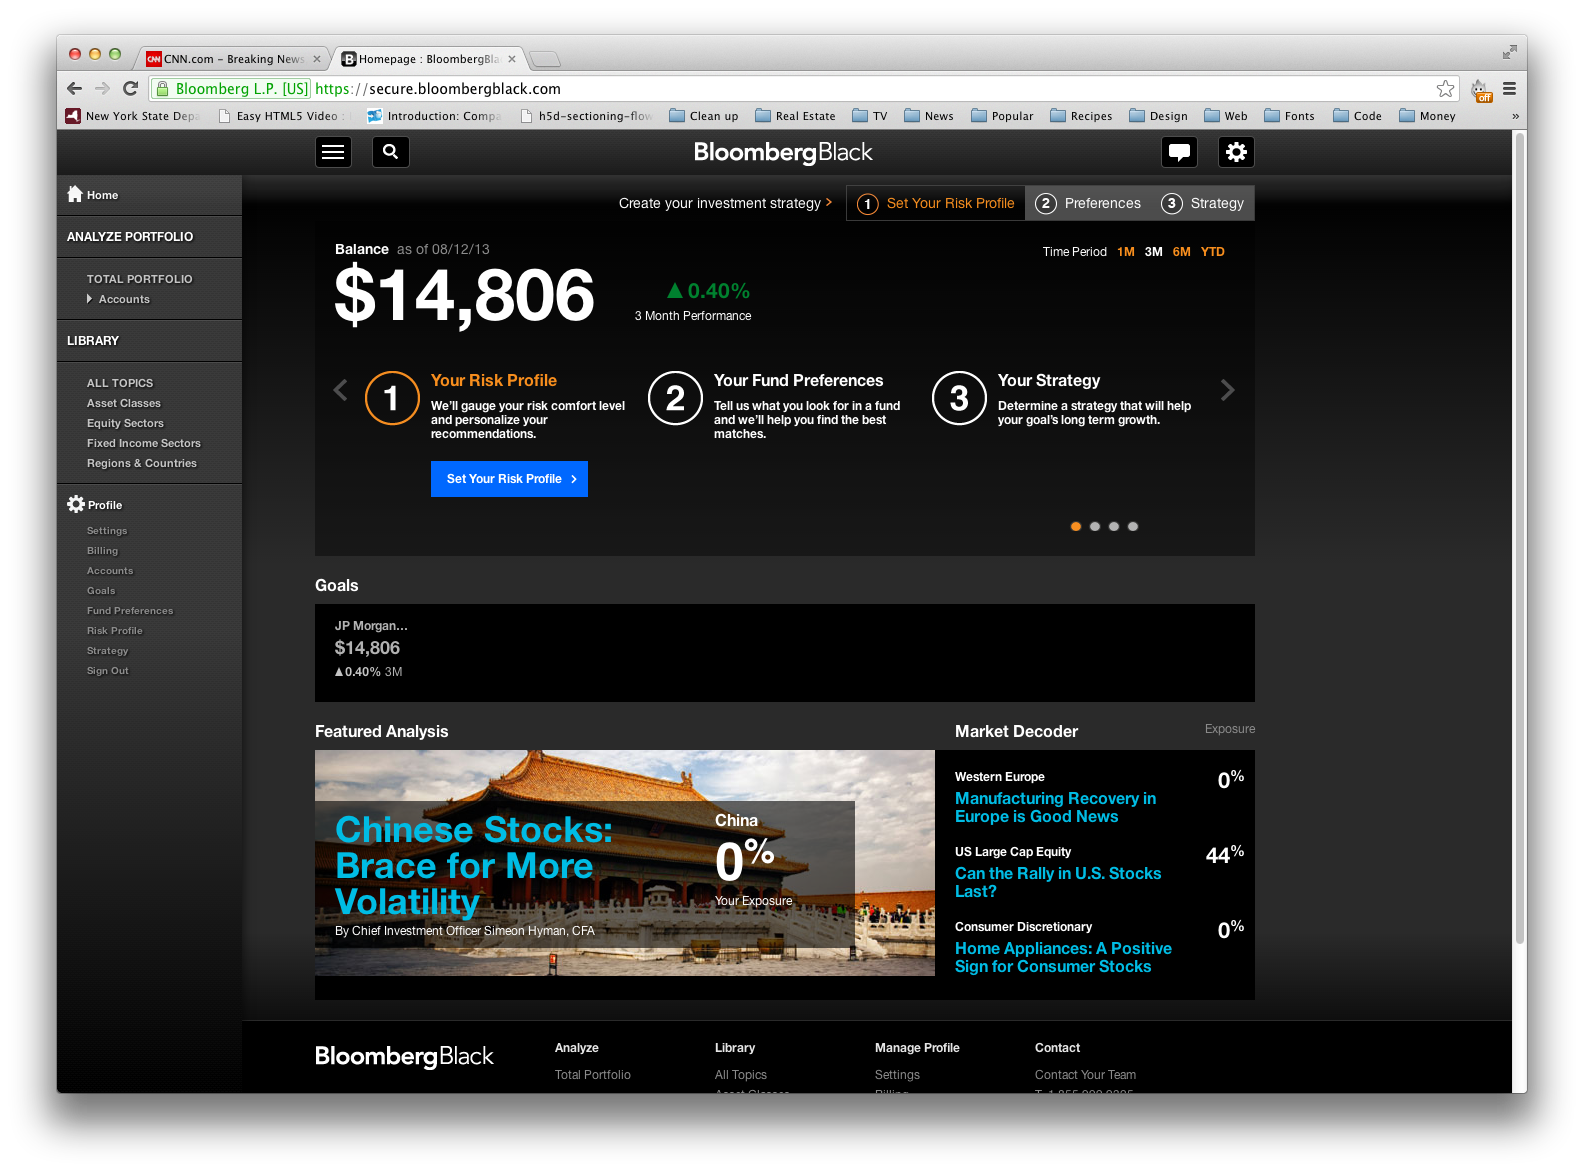 CNN.com – Breaking News,
Homepage : BloombergBla
Bloomberg L.P. [US] https://secure.bloombergblack.com
off
New York State Depa
Easy HTML5 Video :
Introduction: Compa
h5d-sectioning-flow
Clean up
Real Estate
TV
News
Popular
Recipes
Design
Web
Fonts
Code
Money
»
BloombergBlack
Home
ANALYZE PORTFOLIO
TOTAL PORTFOLIO
Accounts
LIBRARY
ALL TOPICS
Asset Classes
Equity Sectors
Fixed Income Sectors
Regions & Countries
Profile
Settings
Billing
Accounts
Goals
Fund Preferences
Risk Profile
Strategy
Sign Out
Create your investment strategy >
1 Set Your Risk Profile
2 Preferences
3 Strategy
Balance as of 08/12/13
$14,806
▲0.40%
3 Month Performance
Time Period 1M 3M 6M YTD
1
Your Risk Profile
We'll gauge your risk comfort level
and personalize your
recommendations.
Set Your Risk Profile >
2
Your Fund Preferences
Tell us what you look for in a fund
and we'll help you find the best
matches.
3
Your Strategy
Determine a strategy that will help
your goal's long term growth.
Goals
JP Morgan...
$14,806
▲0.40% 3M
Featured Analysis
Chinese Stocks:
Brace for More
Volatility
By Chief Investment Officer Simeon Hyman, CFA
China
0%
Your Exposure
Market Decoder
Exposure
Western Europe
0%
Manufacturing Recovery in
Europe is Good News
US Large Cap Equity
44%
Can the Rally in U.S. Stocks
Last?
Consumer Discretionary
0%
Home Appliances: A Positive
Sign for Consumer Stocks
BloombergBlack
Analyze
Total Portfolio
Library
All Topics
Asset Classes
Manage Profile
Settings
Billing
Contact
Contact Your Team